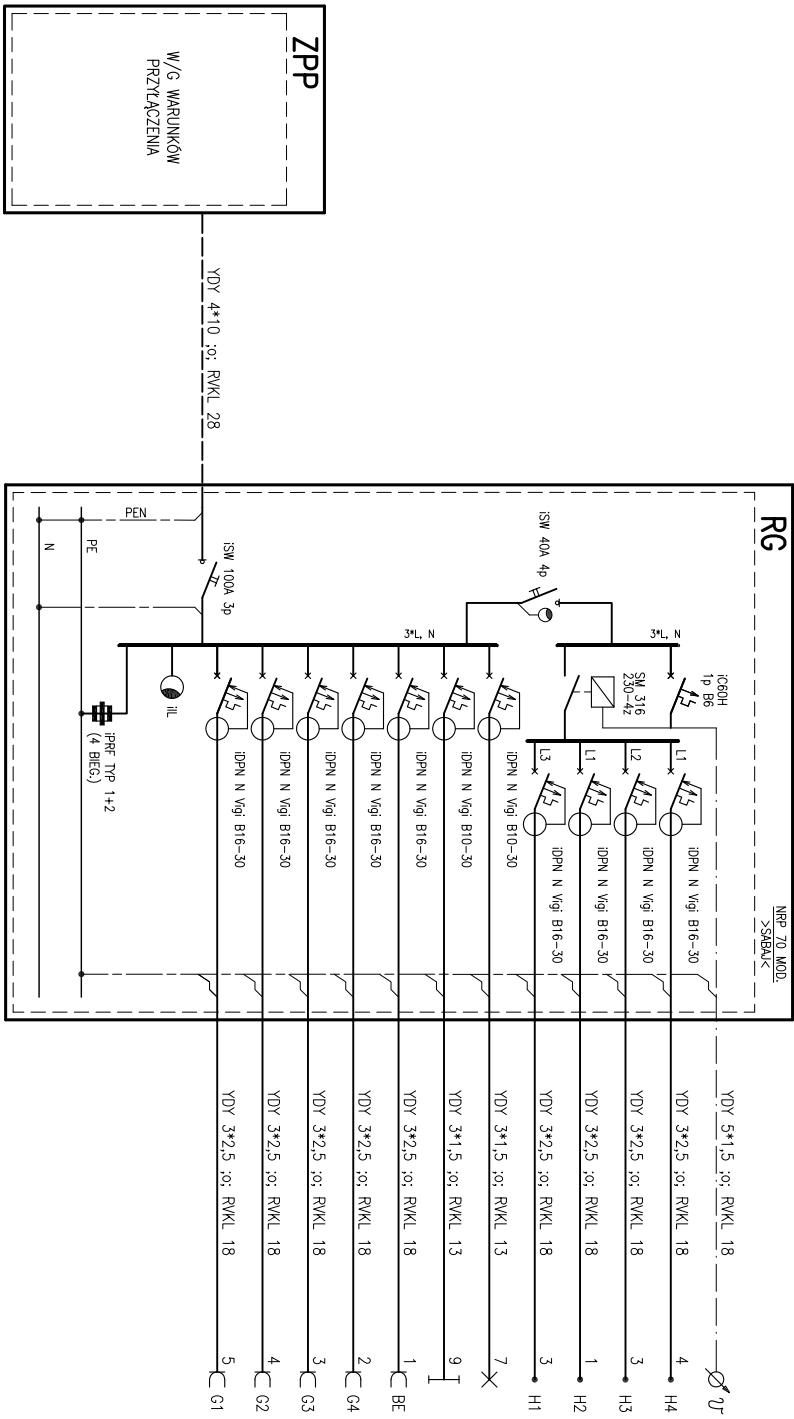 ZPP
W/G WARUNKÓW
PRZYŁĄCZENIA
YDY 4*10 ;o; RVKL 28
RG
NRP 70 MOD.
>SABAJ<
PEN
PE
N
iSW 100A 3p
iSW 40A 4p
3*L, N
3*L, N
iC60H
1p B6
SM 316
230-4z
iIL
iPRF TYP 1+2
(4 BIEG.)
L1
L2
L1
L3
YDY 5*1,5 ;o; RVKL 18
iDPN N Vigi B16-30
YDY 3*2,5 ;o; RVKL 18
4
H4
iDPN N Vigi B16-30
YDY 3*2,5 ;o; RVKL 18
3
H3
iDPN N Vigi B16-30
YDY 3*2,5 ;o; RVKL 18
1
H2
iDPN N Vigi B16-30
YDY 3*2,5 ;o; RVKL 18
3
H1
iDPN N Vigi B10-30
YDY 3*1,5 ;o; RVKL 13
7
iDPN N Vigi B10-30
YDY 3*1,5 ;o; RVKL 13
9
iDPN N Vigi B16-30
YDY 3*2,5 ;o; RVKL 18
1
BE
iDPN N Vigi B16-30
YDY 3*2,5 ;o; RVKL 18
2
G4
iDPN N Vigi B16-30
YDY 3*2,5 ;o; RVKL 18
3
G3
iDPN N Vigi B16-30
YDY 3*2,5 ;o; RVKL 18
4
G2
iDPN N Vigi B16-30
YDY 3*2,5 ;o; RVKL 18
5
G1